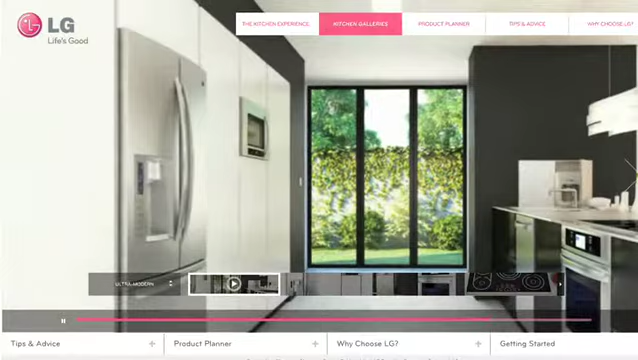 LG
Life's Good
THE KITCHEN EXPERIENCE
KITCHEN GALLERIES
PRODUCT PLANNER
TIPS & ADVICE
WHY CHOOSE LG?
ULTRA MODERN
Tips & Advice
Product Planner
Why Choose LG?
Getting Started